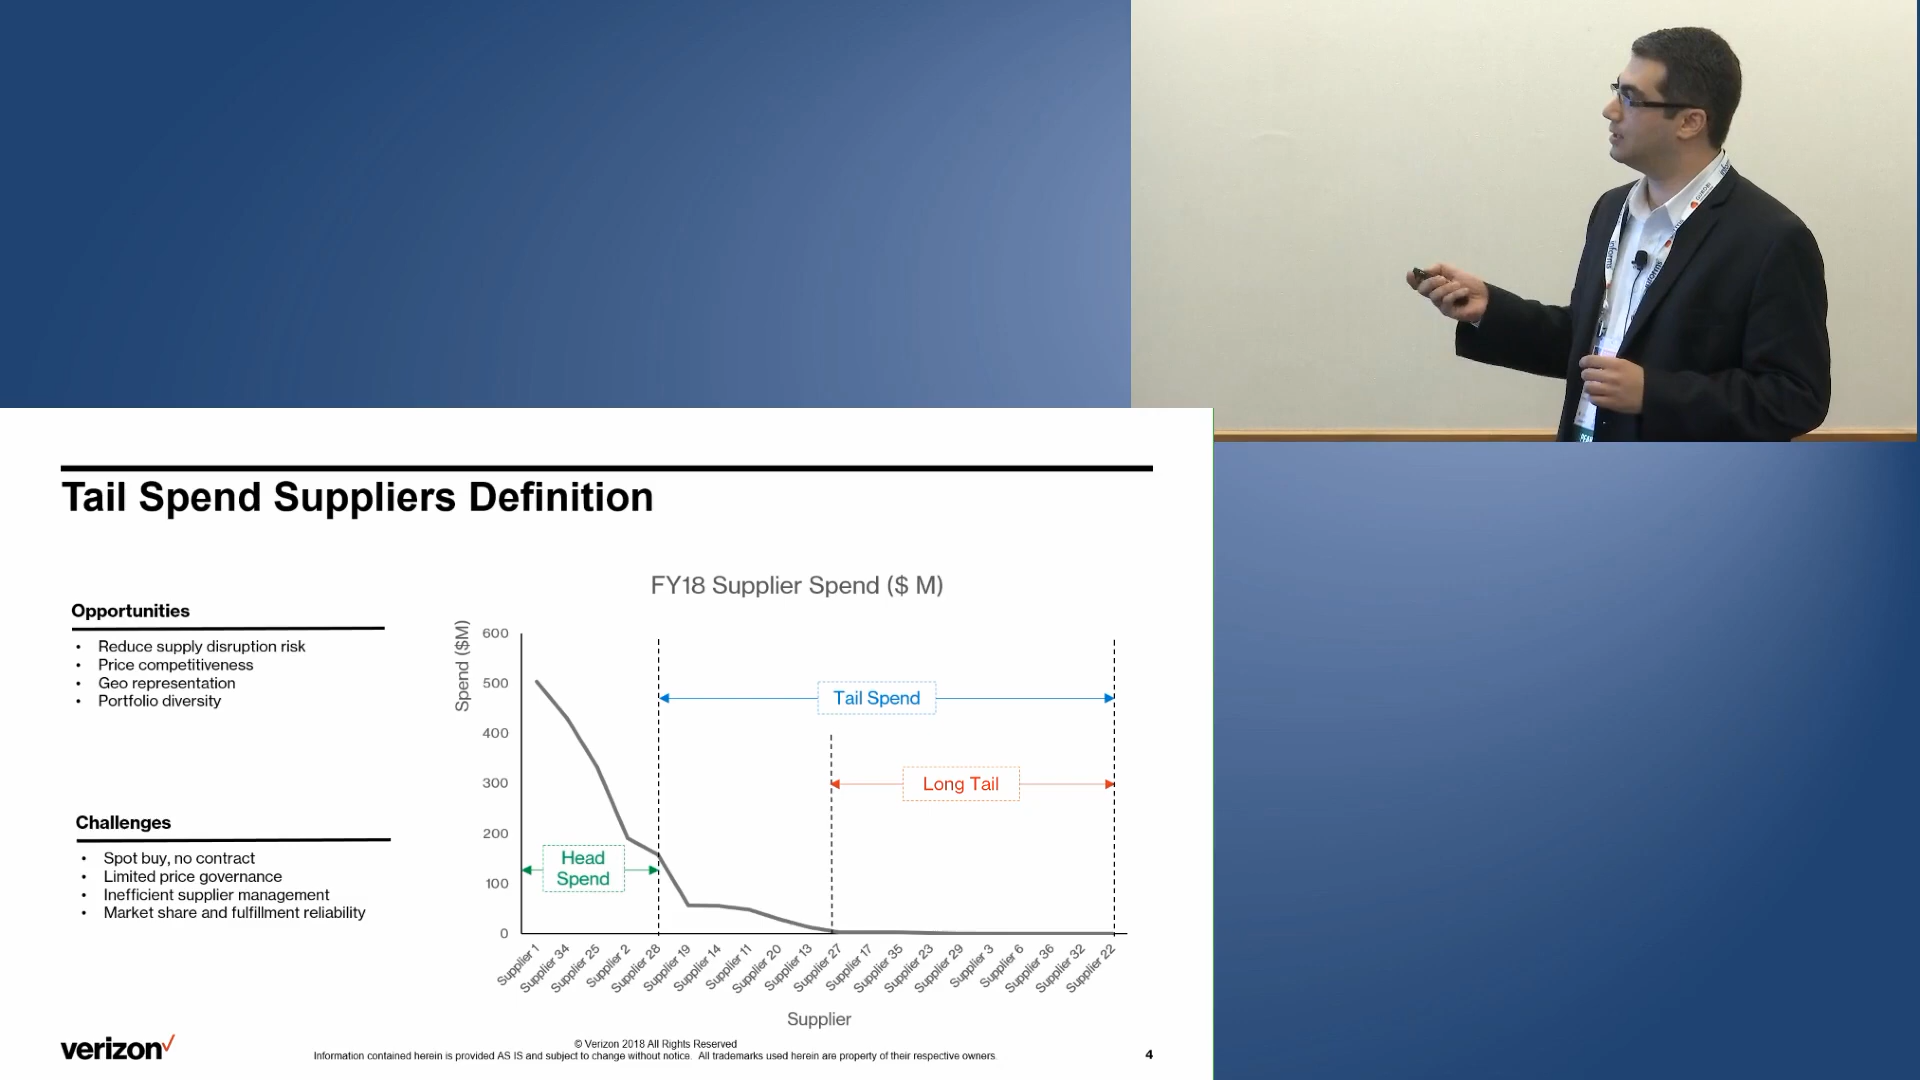 Tail Spend Suppliers Definition
Opportunities
• Reduce supply disruption risk
• Price competitiveness
• Geo representation
• Portfolio diversity
Challenges
• Spot buy, no contract
• Limited price governance
• Inefficient supplier management
• Market share and fulfillment reliability
FY18 Supplier Spend ($ M)
Spend ($M)
600
500
400
300
200
100
0
Tail Spend
Long Tail
Head
Spend
Supplier 1
Supplier 34
Supplier 25
Supplier 2
Supplier 28
Supplier 19
Supplier 14
Supplier 11
Supplier 20
Supplier 13
Supplier 27
Supplier 17
Supplier 35
Supplier 23
Supplier 29
Supplier 3
Supplier 6
Supplier 36
Supplier 32
Supplier 22
Supplier
verizon✓
© Verizon 2018 All Rights Reserved
Information contained herein is provided AS IS and subject to change without notice. All trademarks used herein are property of their respective owners.
4
informs
GUROBI
informs